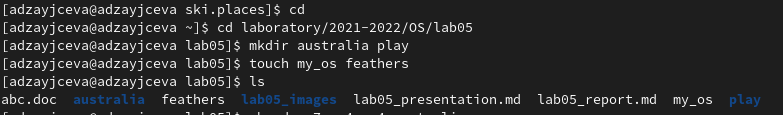 [adzayjceva@adzayjceva ski.places]$ cd
[adzayjceva@adzayjceva ~]$ cd laboratory/2021-2022/OS/lab05
[adzayjceva@adzayjceva lab05]$ mkdir australia play
[adzayjceva@adzayjceva lab05]$ touch my_os feathers
[adzayjceva@adzayjceva lab05]$ ls
abc.doc australia feathers lab05_images lab05_presentation.md lab05_report.md my_os play